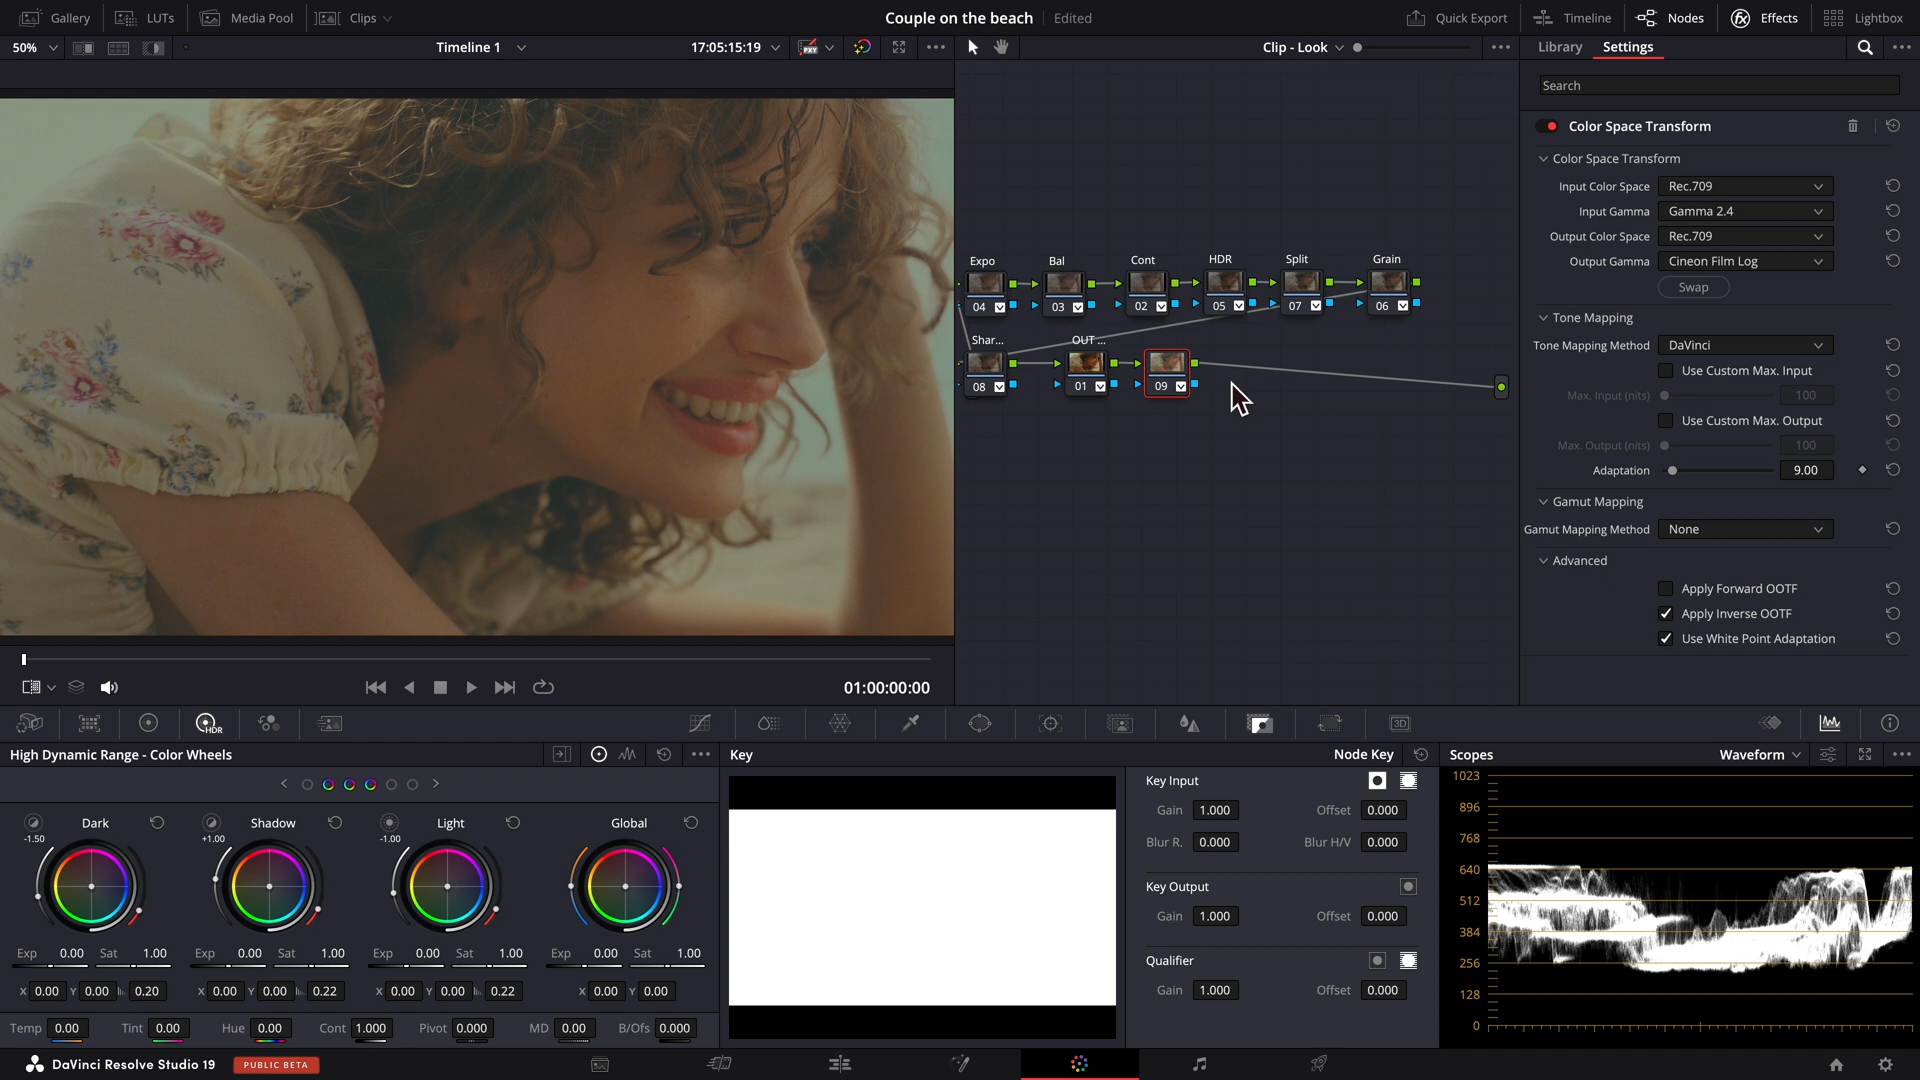 Gallery LUTs Media Pool Clips Couple on the beach Edited Quick Export Timeline Nodes Effects Lightbox
50% Timeline 1 17:05:15:19 Clip - Look Library Settings
Search
Color Space Transform
Color Space Transform
Input Color Space Rec.709
Input Gamma Gamma 2.4
Output Color Space Rec.709
Output Gamma Cineon Film Log
Swap
Tone Mapping
Tone Mapping Method DaVinci
Use Custom Max. Input
Max. Input (nits) 100
Use Custom Max. Output
Max. Output (nits) 100
Adaptation 9.00
Gamut Mapping
Gamut Mapping Method None
Advanced
Apply Forward OOTF
Apply Inverse OOTF
Use White Point Adaptation
Expo Bal Cont HDR Split Grain
04 03 02 05 07 06
Shar... OUT ...
08 01 09
01:00:00:00
HDR 3D
High Dynamic Range - Color Wheels
Dark Shadow Light Global
-1.50 +1.00 -1.00
Exp 0.00 Sat 1.00 Exp 0.00 Sat 1.00 Exp 0.00 Sat 1.00 Exp 0.00 Sat 1.00
X 0.00 Y 0.00 0.20 X 0.00 Y 0.00 0.22 X 0.00 Y 0.00 0.22 X 0.00 Y 0.00
Temp 0.00 Tint 0.00 Hue 0.00 Cont 1.000 Pivot 0.000 MD 0.00 B/Ofs 0.000
Key Node Key
Key Input
Gain 1.000 Offset 0.000
Blur R. 0.000 Blur H/V 0.000
Key Output
Gain 1.000 Offset 0.000
Qualifier
Gain 1.000 Offset 0.000
Scopes Waveform
1023
896
768
640
512
384
256
128
0
DaVinci Resolve Studio 19 PUBLIC BETA